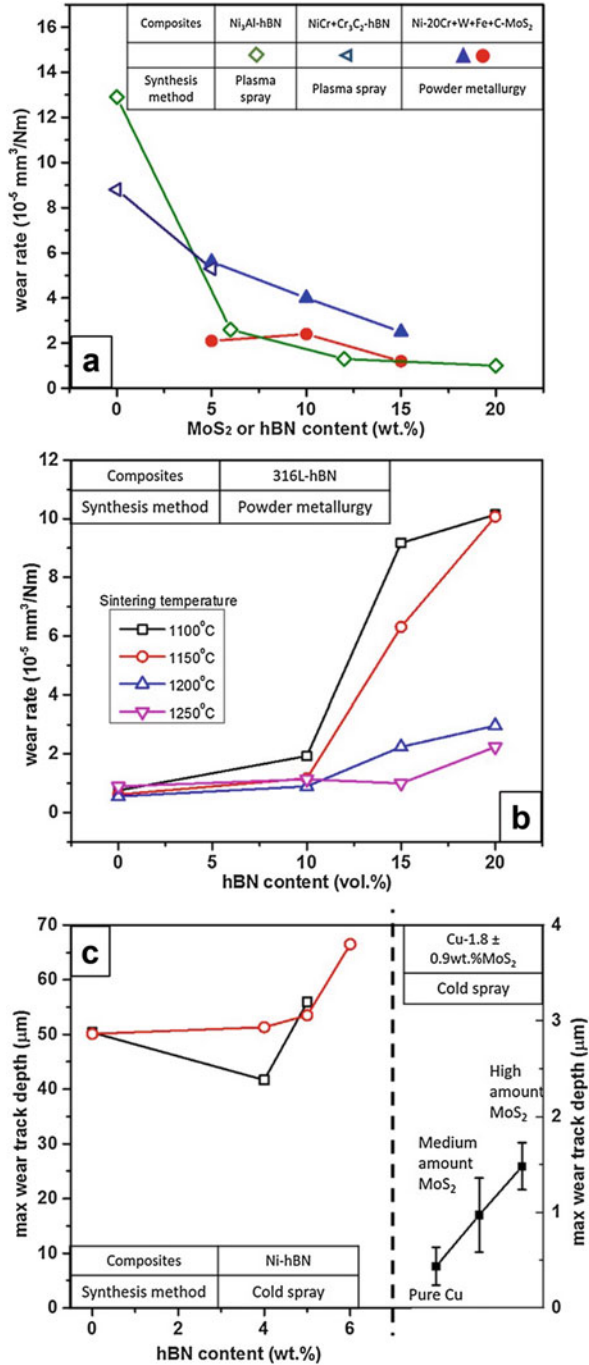 Composites Ni₃Al-hBN NiCr+Cr₃C₂-hBN Ni-20Cr+W+Fe+C-MoS₂
Synthesis method Plasma spray Plasma spray Powder metallurgy
16
14
12
10
8
6
4
2
0
wear rate (10⁻⁵ mm³/Nm)
a
0 5 10 15 20
MoS₂ or hBN content (wt.%)
Composites 316L-hBN
Synthesis method Powder metallurgy
12
10
8
6
4
2
0
wear rate (10⁻⁵ mm³/Nm)
Sintering temperature
1100°C
1150°C
1200°C
1250°C
b
0 5 10 15 20
hBN content (vol.%)
c
70
60
50
40
30
20
10
0
max wear track depth (μm)
Composites Ni-hBN
Synthesis method Cold spray
0 2 4 6
hBN content (wt.%)
Cu-1.8 ±
0.9wt.%MoS₂
Cold spray
High
amount
MoS₂
Medium
amount
MoS₂
Pure Cu
4
3
2
1
0
max wear track depth (μm)